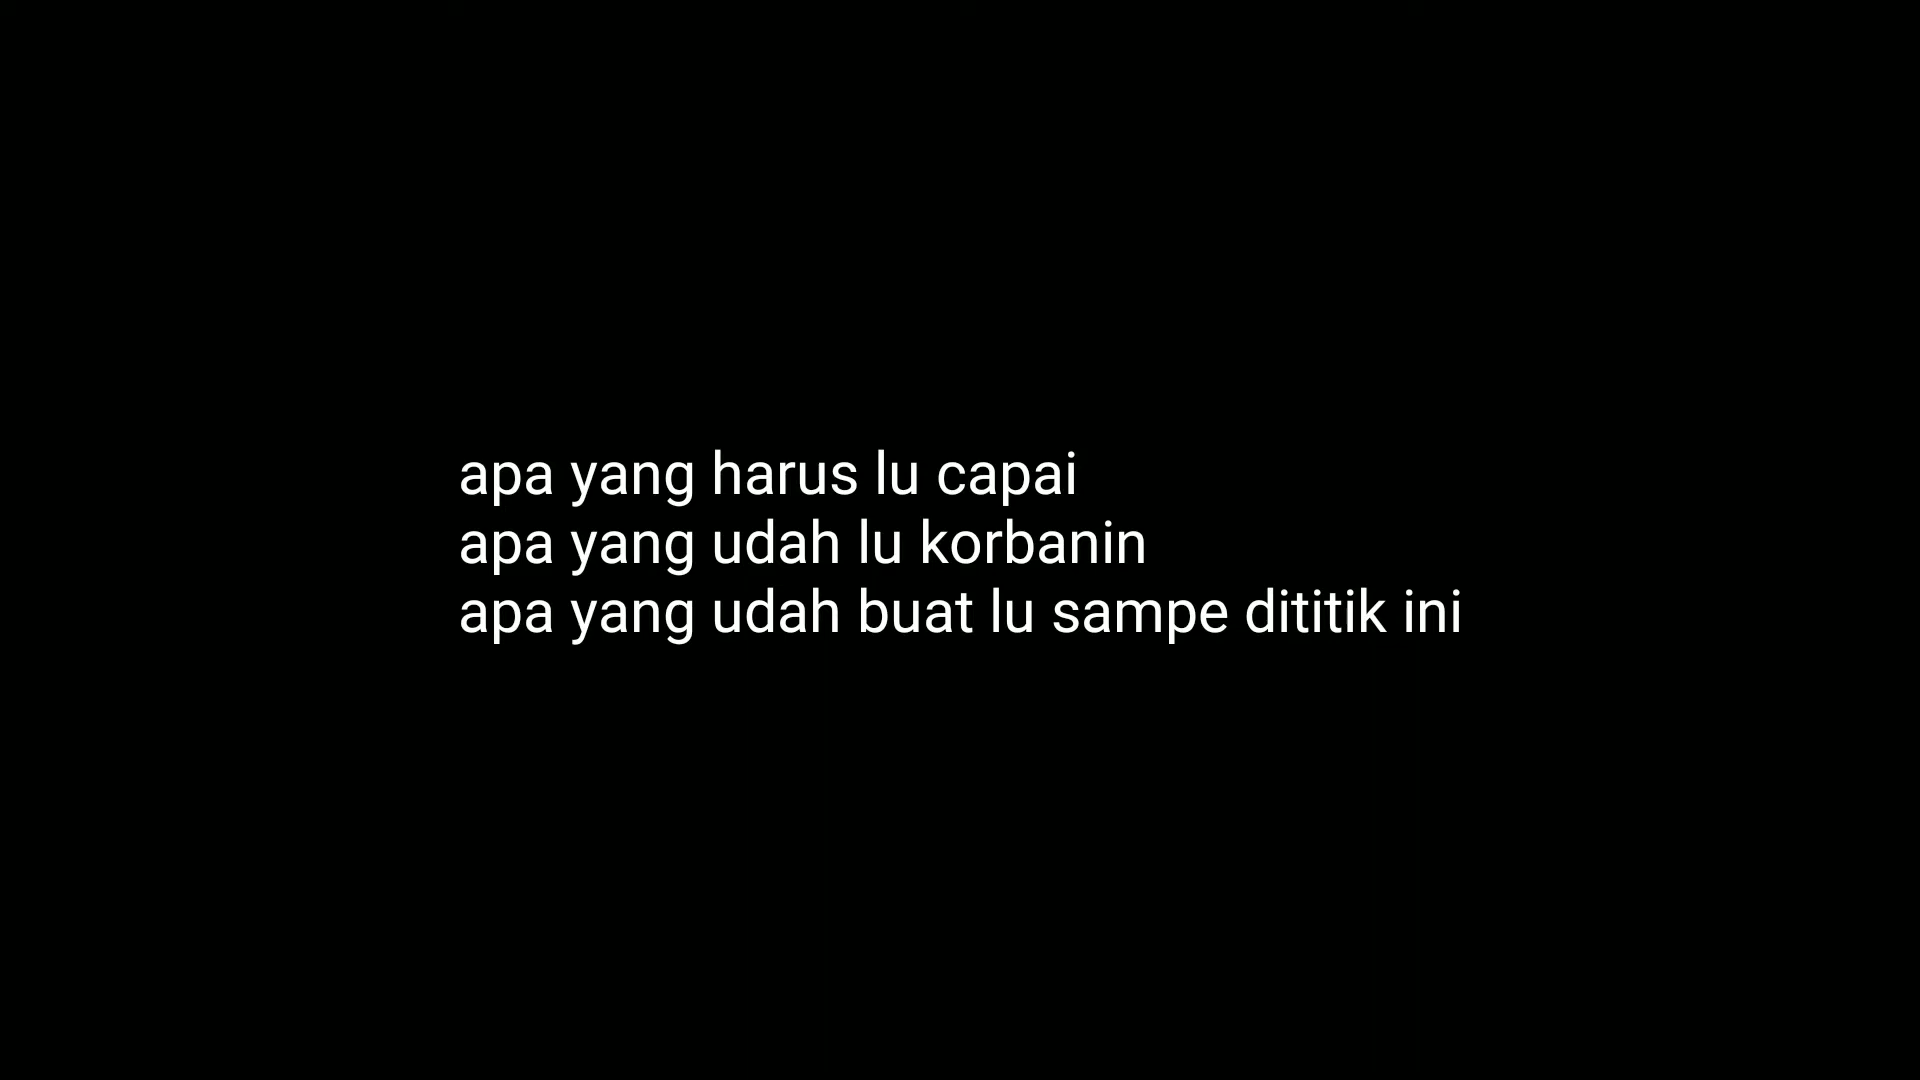 apa yang harus lu capai
apa yang udah lu korbanin
apa yang udah buat lu sampe dititik ini